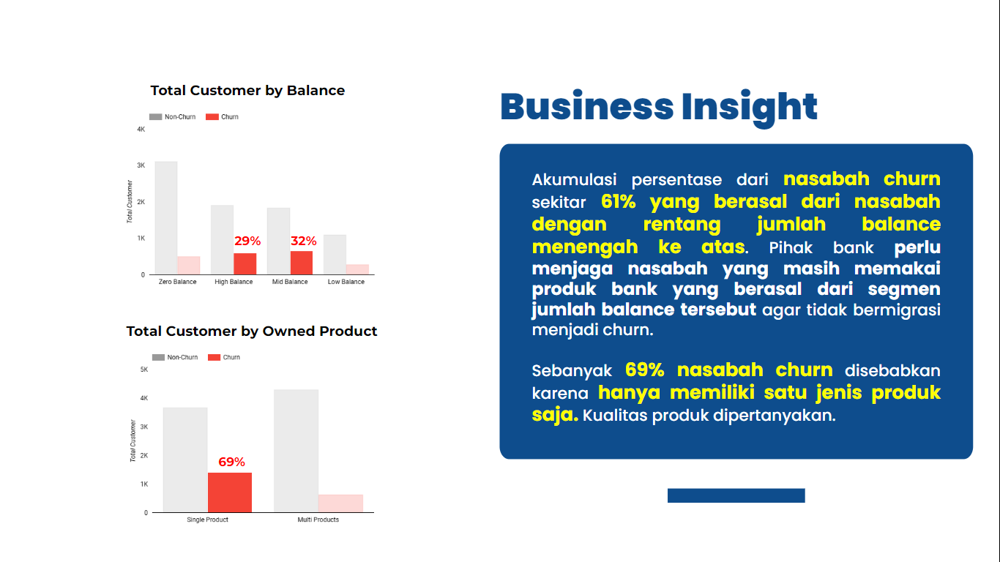 Total Customer by Balance
Non-Churn Churn
4K
3K
2K
1K
0
Total Customer
29%
32%
Zero Balance High Balance Mid Balance Low Balance
Total Customer by Owned Product
Non-Churn Churn
5K
4K
3K
2K
1K
0
Total Customer
69%
Single Product Multi Products
Business Insight
Akumulasi persentase dari nasabah churn
sekitar 61% yang berasal dari nasabah
dengan rentang jumlah balance
menengah ke atas. Pihak bank perlu
menjaga nasabah yang masih memakai
produk bank yang berasal dari segmen
jumlah balance tersebut agar tidak bermigrasi
menjadi churn.
Sebanyak 69% nasabah churn disebabkan
karena hanya memiliki satu jenis produk
saja. Kualitas produk dipertanyakan.